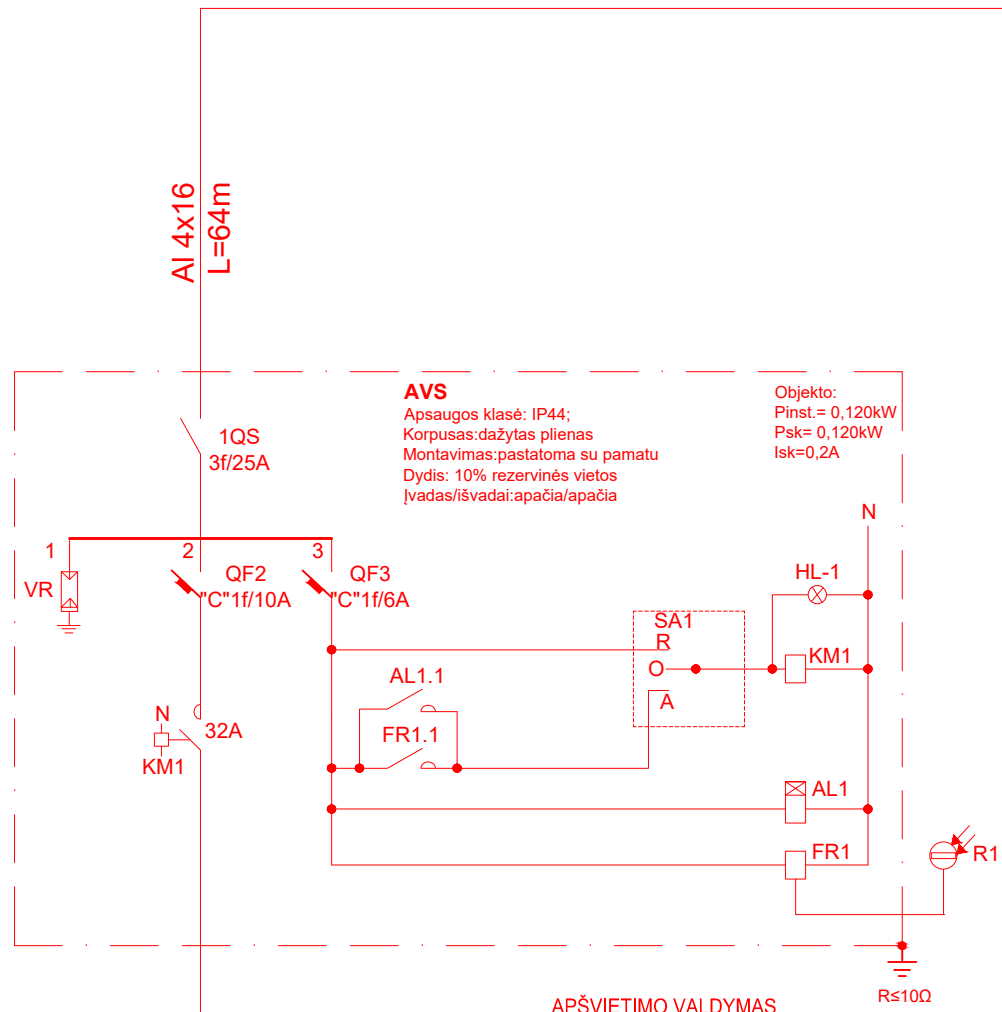 Al 4x16
L=64m
AVS
Apsaugos klasė: IP44;
Korpusas:dažytas plienas
Montavimas:pastatoma su pamatu
Dydis: 10% rezervinės vietos
Įvadas/išvadai:apačia/apačia
Objekto:
Pinst.= 0,120kW
Psk= 0,120kW
Isk=0,2A
1QS
3f/25A
1
2
3
VR
QF2
"C"1f/10A
QF3
"C"1f/6A
N
HL-1
SA1
R
O
A
KM1
AL1.1
FR1.1
N
32A
KM1
AL1
FR1
R1
R≤10Ω
APŠVIETIMO VALDYMAS